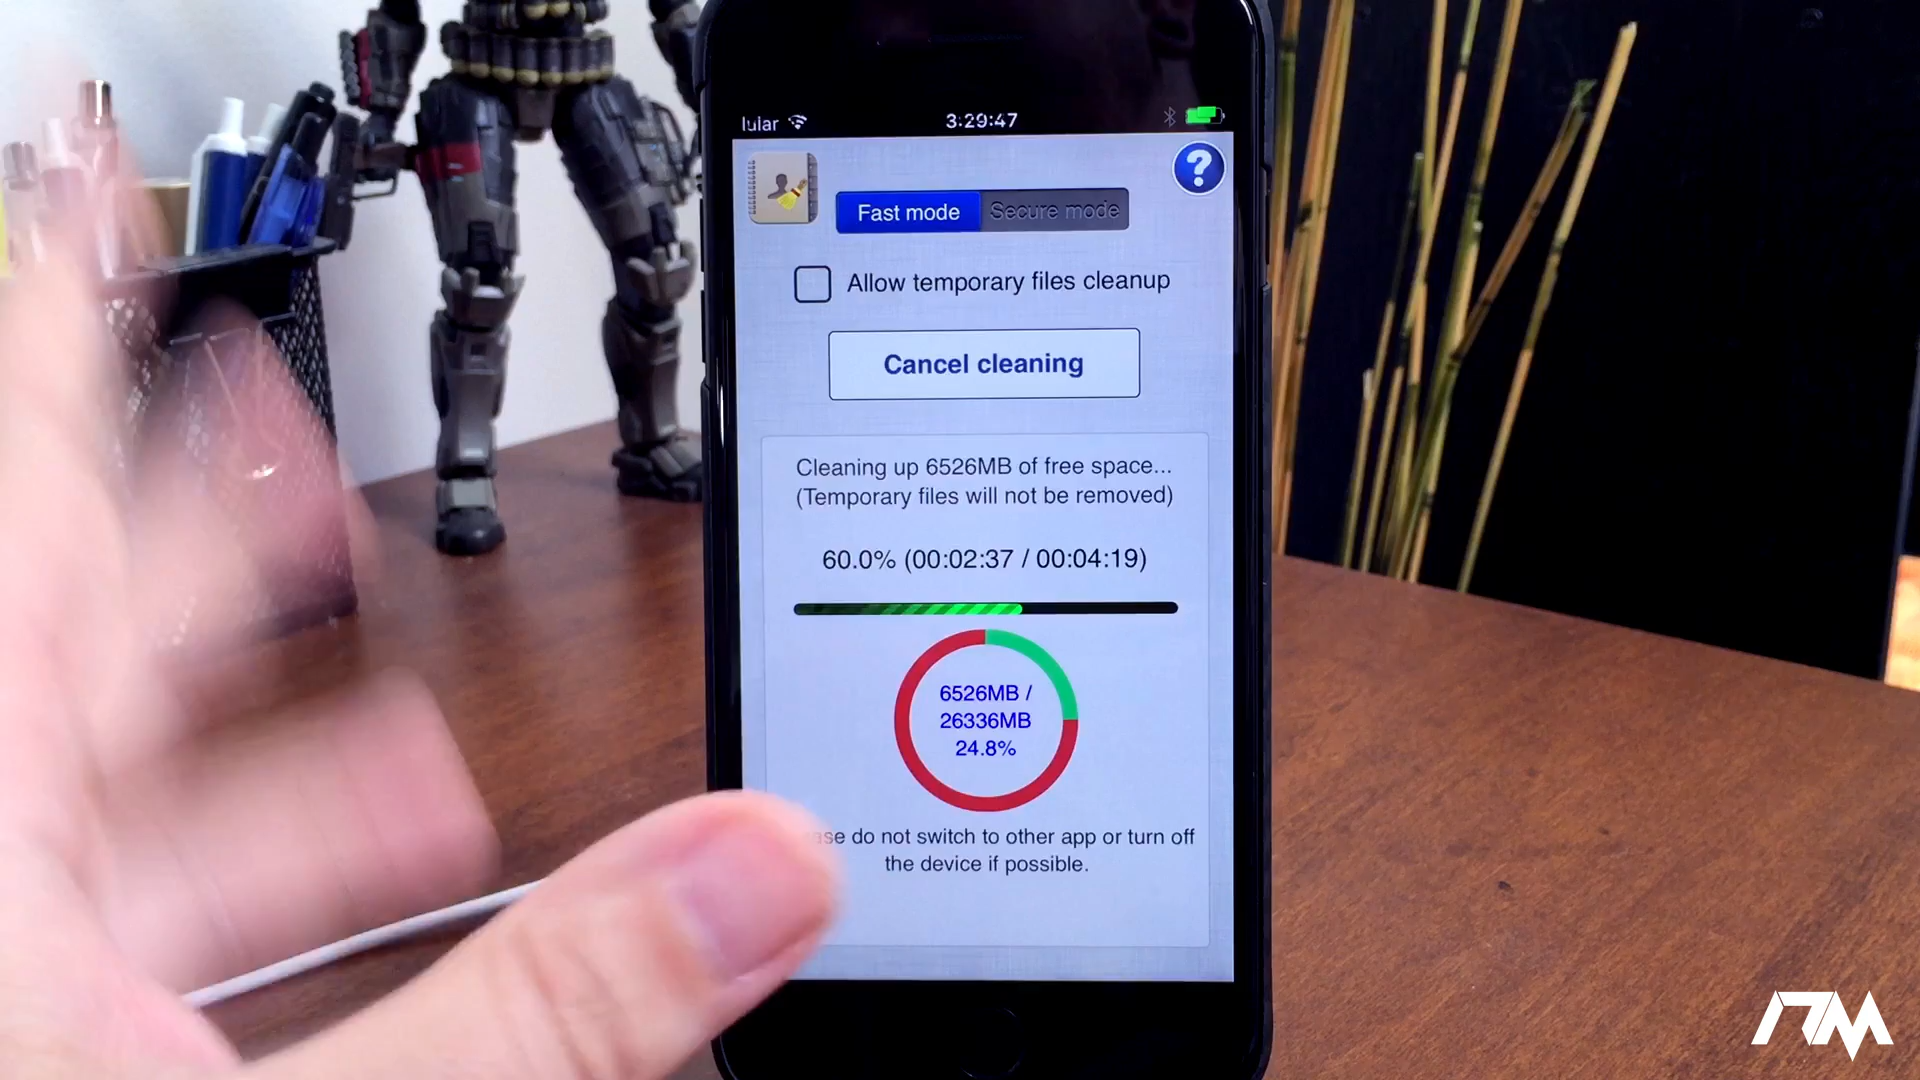 lular 3:29:47
?
Fast mode Secure mode
Allow temporary files cleanup
Cancel cleaning
Cleaning up 6526MB of free space...
(Temporary files will not be removed)
60.0% (00:02:37 / 00:04:19)
6526MB /
26336MB
24.8%
ase do not switch to other app or turn off
the device if possible.